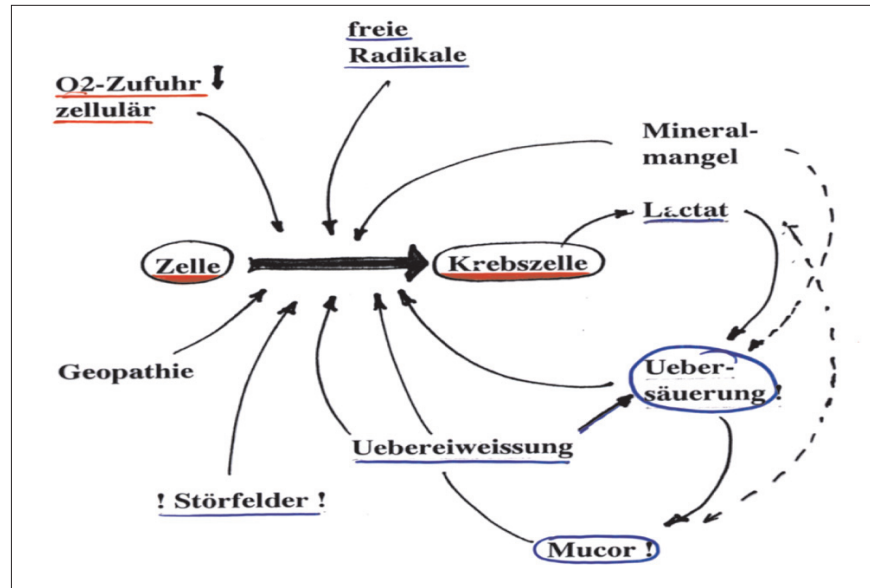 freie
Radikale
O2-Zufuhr
zellulär
Mineral-
mangel
Lactat
Zelle
Krebszelle
Geopathie
Ueber-
säuerung !
Uebereiweissung
! Störfelder !
Mucor !